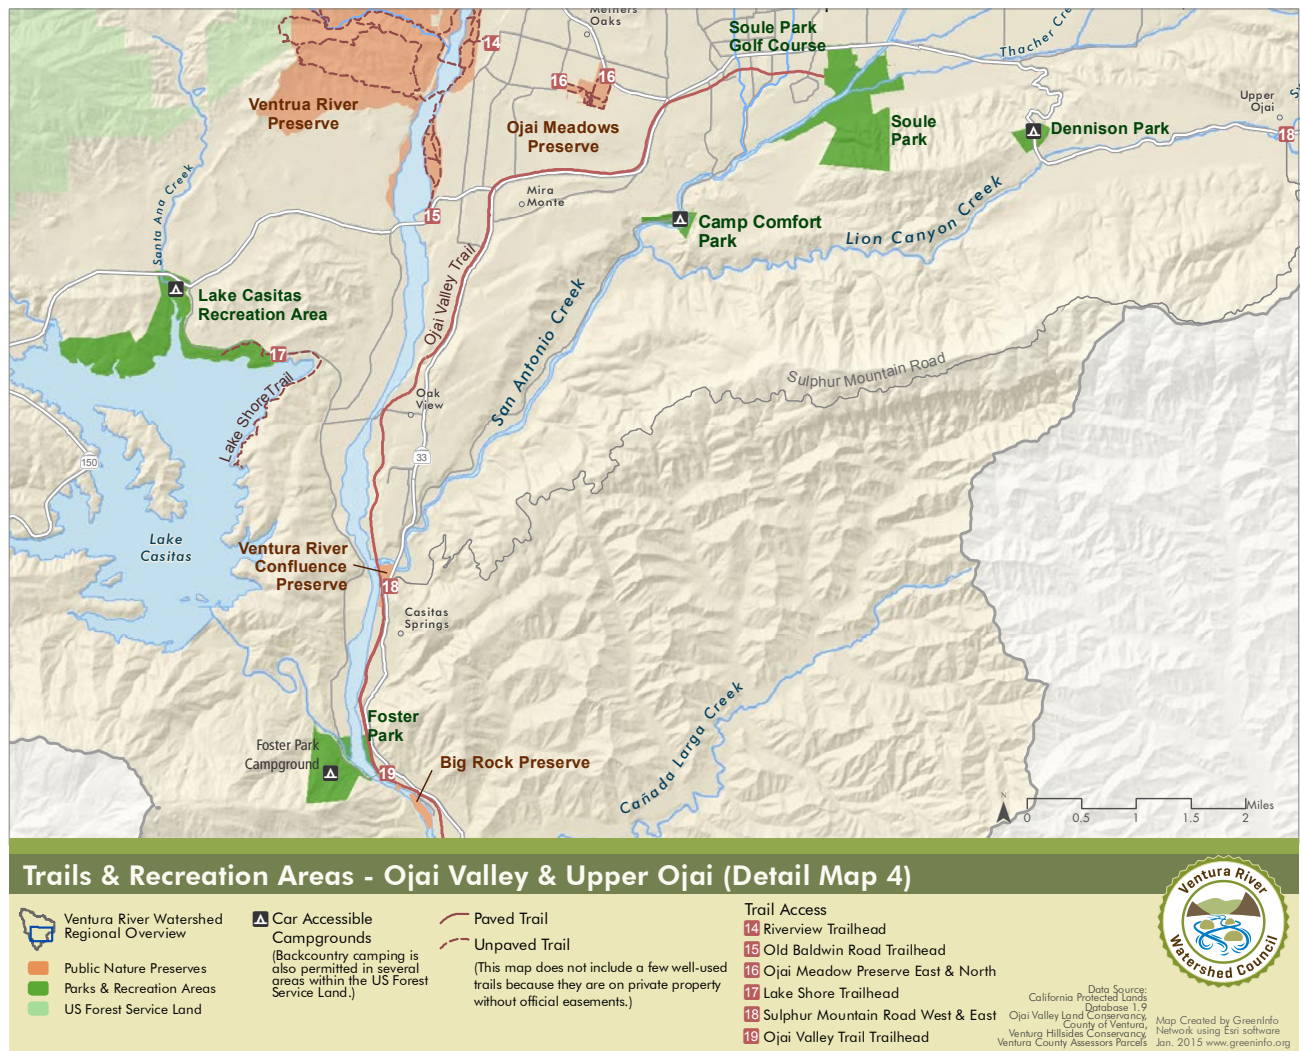 Meiners
Oaks
Soule Park
Golf Course
Thacher Cre
14
16
16
Ventrua River
Preserve
Ojai Meadows
Preserve
Soule
Park
Upper
Ojai
Dennison Park
18
Santa Ana Creek
Mira
Monte
15
Camp Comfort
Park
Lion Canyon Creek
Lake Casitas
Recreation Area
Ojai Valley Trail
San Antonio Creek
17
Lake Shore Trail
Sulphur Mountain Road
Oak
View
33
150
Lake
Casitas
Ventura River
Confluence
Preserve
18
Casitas
Springs
Foster
Park
Foster Park
Campground
19
Big Rock Preserve
Cañada Larga Creek
N
0 0.5 1 1.5 2
Miles
Trails & Recreation Areas - Ojai Valley & Upper Ojai (Detail Map 4)
Ventura River Watershed
Regional Overview
Public Nature Preserves
Parks & Recreation Areas
US Forest Service Land
Car Accessible
Campgrounds
(Backcountry camping is
also permitted in several
areas within the US Forest
Service Land.)
Paved Trail
Unpaved Trail
(This map does not include a few well-used
trails because they are on private property
without official easements.)
Trail Access
14 Riverview Trailhead
15 Old Baldwin Road Trailhead
16 Ojai Meadow Preserve East & North
17 Lake Shore Trailhead
18 Sulphur Mountain Road West & East
19 Ojai Valley Trail Trailhead
Data Source:
California Protected Lands
Database 1.9
Ojai Valley Land Conservancy,
County of Ventura,
Ventura Hillsides Conservancy,
Ventura County Assessors Parcels
Ventura River
Watershed Council
Map Created by GreenInfo
Network using Esri software
Jan. 2015 www.greeninfo.org